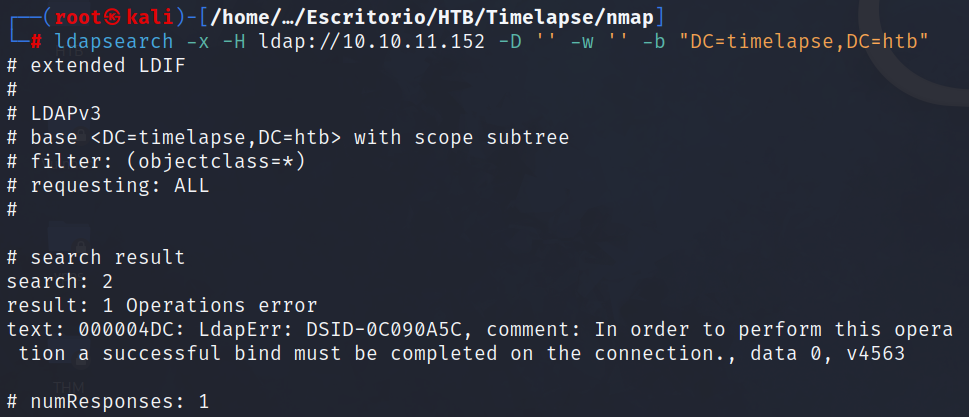 ┌──(root㉿kali)-[/home/…/Escritorio/HTB/Timelapse/nmap]
└─# ldapsearch -x -H ldap://10.10.11.152 -D '' -w '' -b "DC=timelapse,DC=htb"
# extended LDIF
#
# LDAPv3
# base <DC=timelapse,DC=htb> with scope subtree
# filter: (objectclass=*)
# requesting: ALL
#

# search result
search: 2
result: 1 Operations error
text: 000004DC: LdapErr: DSID-0C090A5C, comment: In order to perform this opera
 tion a successful bind must be completed on the connection., data 0, v4563

THM
# numResponses: 1